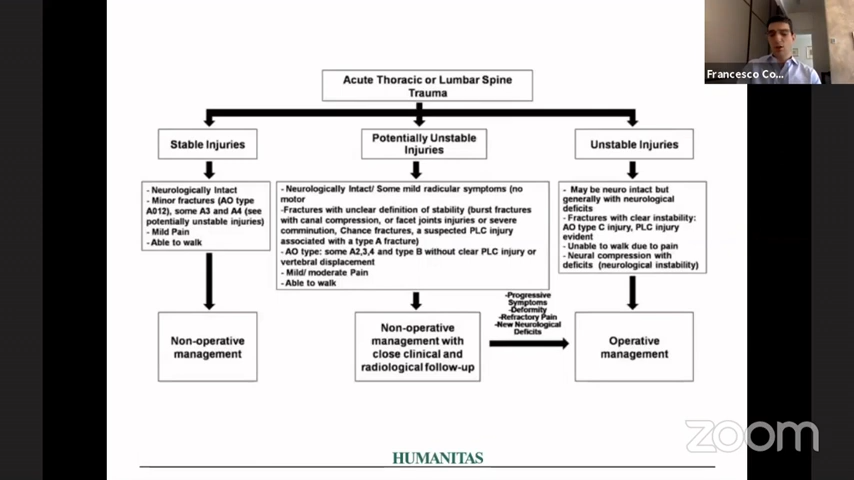 Francesco Co...
Acute Thoracic or Lumbar Spine
Trauma
Stable Injuries
Potentially Unstable
Injuries
Unstable Injuries
- Neurologically Intact
- Minor fractures (AO type
A012), some A3 and A4 (see
potentially unstable injuries)
- Mild Pain
- Able to walk
- Neurologically Intact/ Some mild radicular symptoms (no
motor
-Fractures with unclear definition of stability (burst fractures
with canal compression, or facet joints injuries or severe
comminution, Chance fractures, a suspected PLC injury
associated with a type A fracture)
- AO type: some A2,3,4 and type B without clear PLC injury or
vertebral displacement
- Mild/ moderate Pain
- Able to walk
- May be neuro intact but
generally with neurological
deficits
- Fractures with clear instability:
AO type C injury, PLC injury
evident
- Unable to walk due to pain
- Neural compression with
deficits (neurological instability)
Non-operative
management
Non-operative
management with
close clinical and
radiological follow-up
-Progressive
Symptoms
-Deformity
-Refractory Pain
-New Neurological
Deficits
Operative
management
zoom
HUMANITAS